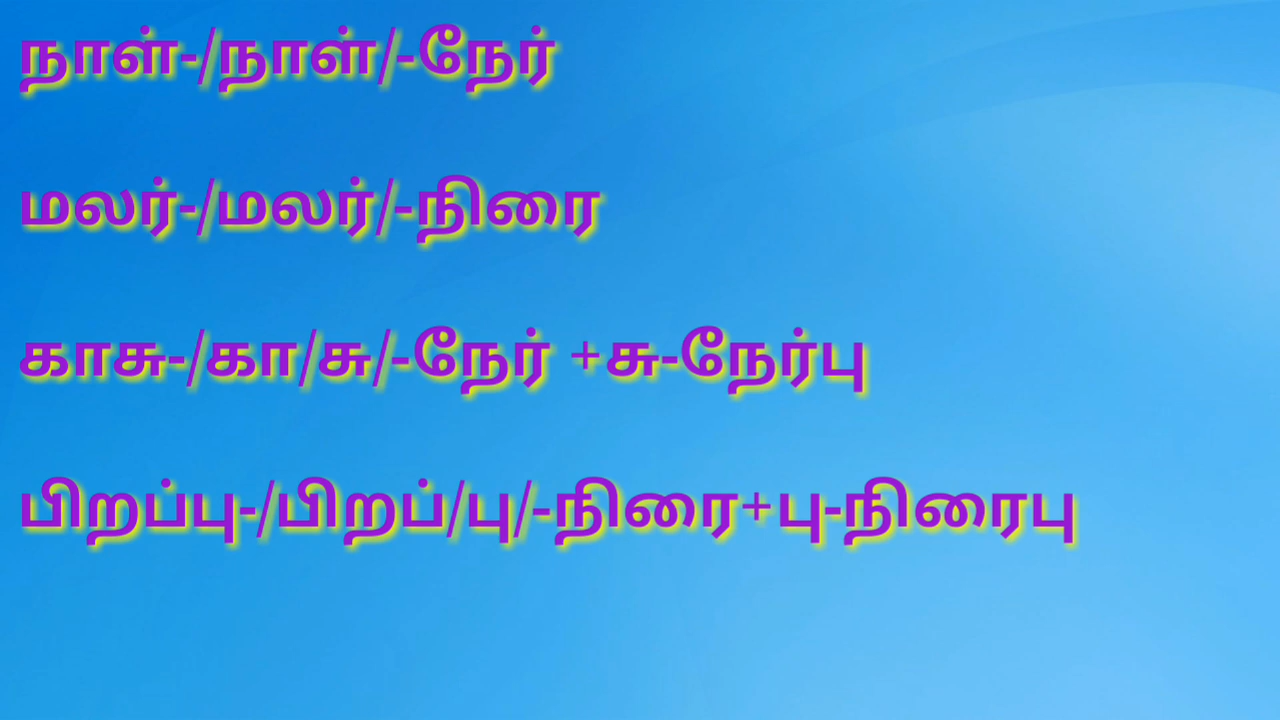 நாள்-/நாள்/-நேர்
மலர்-/மலர்/-நிரை
காசு-/கா/சு/-நேர் +சு-நேர்பு
பிறப்பு-/பிறப்/பு/-நிரை+பு-நிரைபு